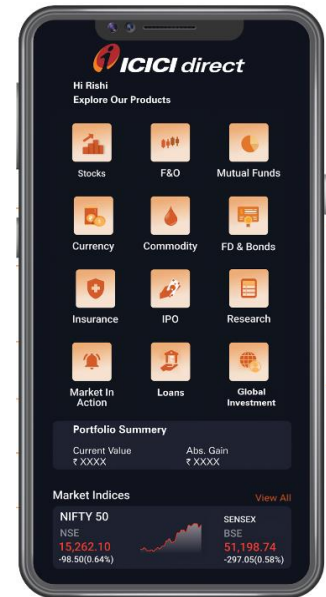 ICICI direct
Hi Rishi
Explore Our Products
Stocks F&O Mutual Funds
Currency Commodity FD & Bonds
Insurance IPO Research
Market In Action Loans Global Investment
Portfolio Summery
Current Value Abs. Gain
₹ XXXX ₹ XXXX
Market Indices View All
NIFTY 50 SENSEX
NSE BSE
15,262.10 51,198.74
-98.50(0.64%) -297.05(0.58%)